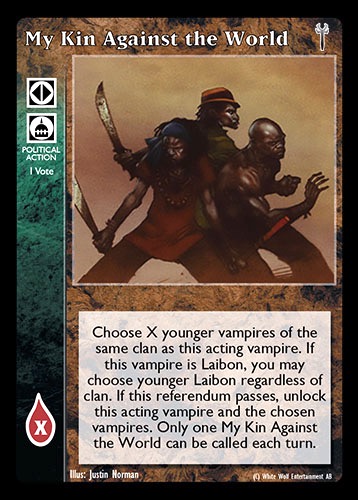 My Kin Against the World
POLITICAL
ACTION
1 Vote
Choose X younger vampires of the
same clan as this acting vampire. If
this vampire is Laibon, you may
choose younger Laibon regardless of
clan. If this referendum passes, unlock
this acting vampire and the chosen
vampires. Only one My Kin Against
the World can be called each turn.
X
Illus: Justin Norman
(C) White Wolf Entertainment AB